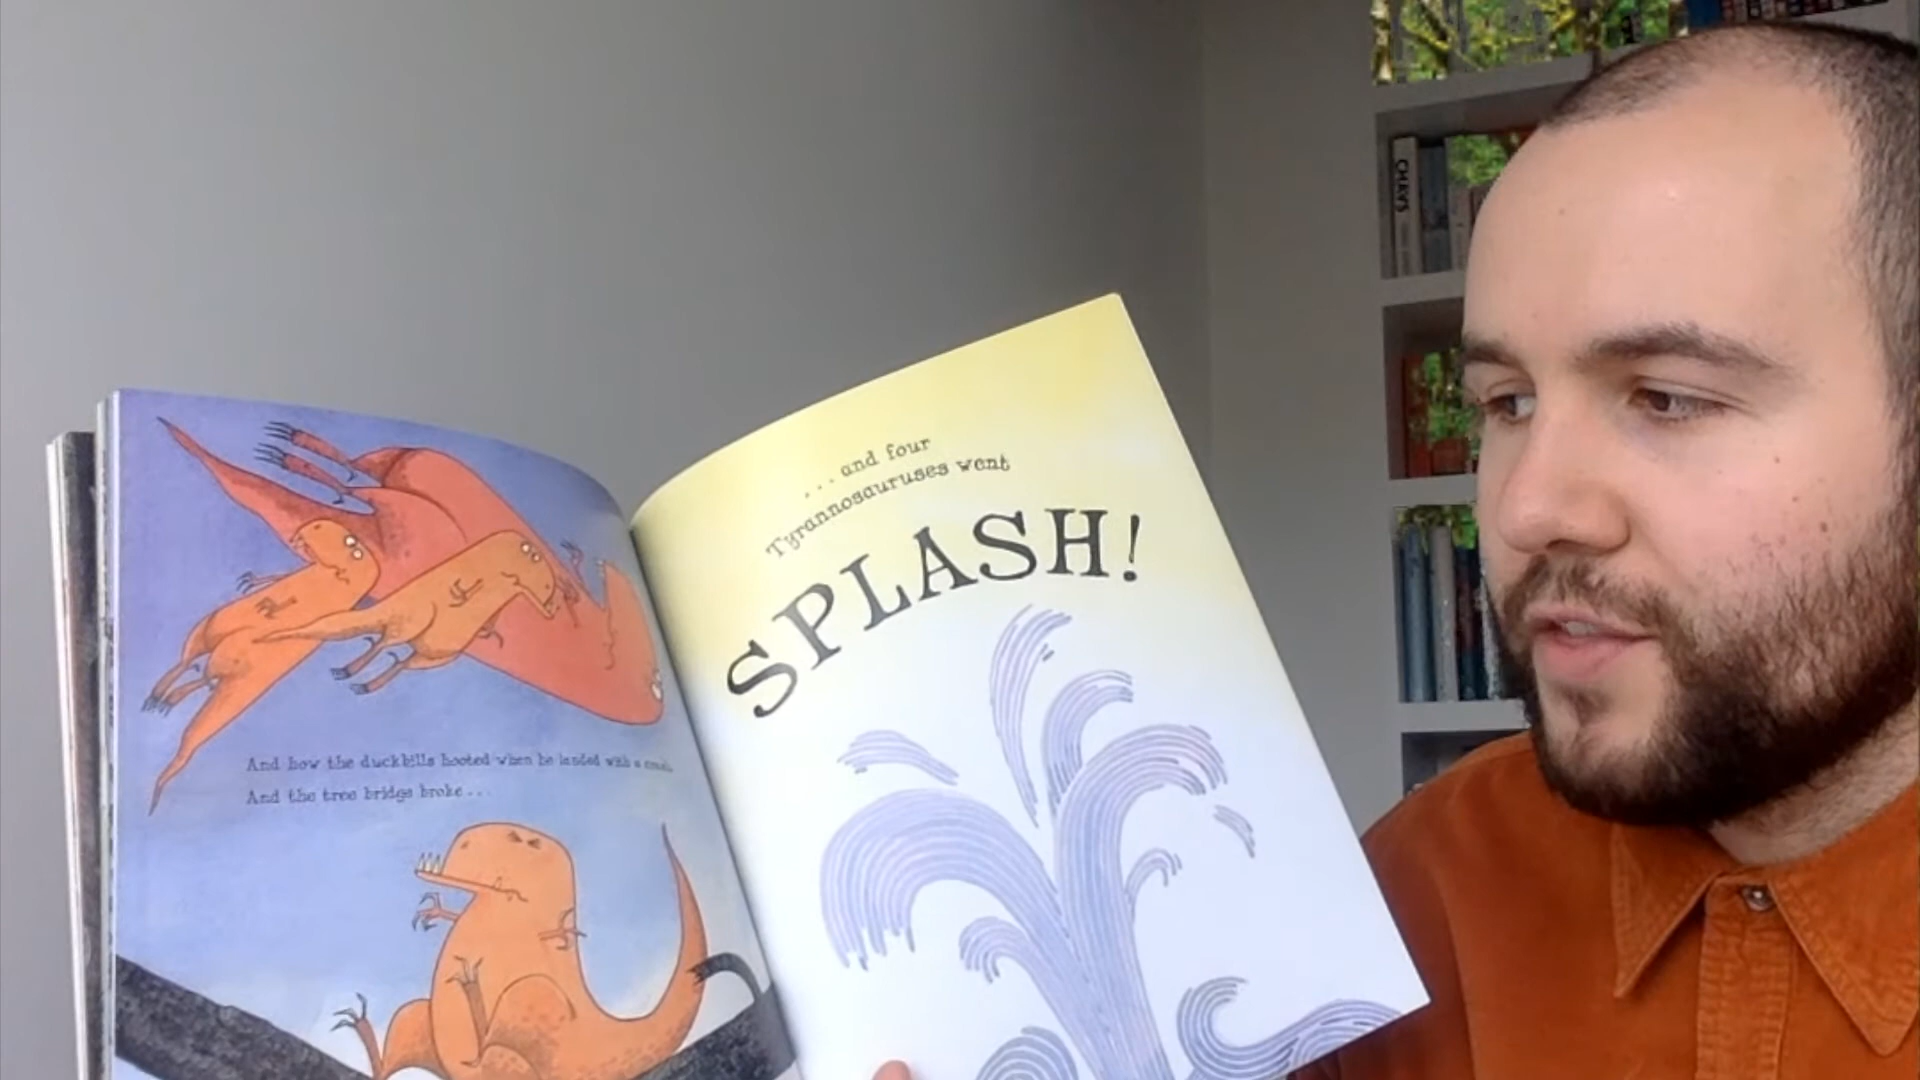 And how the duckbills hooted when he landed with a
And the tree bridge broke . . .
. . . and four
Tyrannosauruses went
SPLASH!
CHAVS